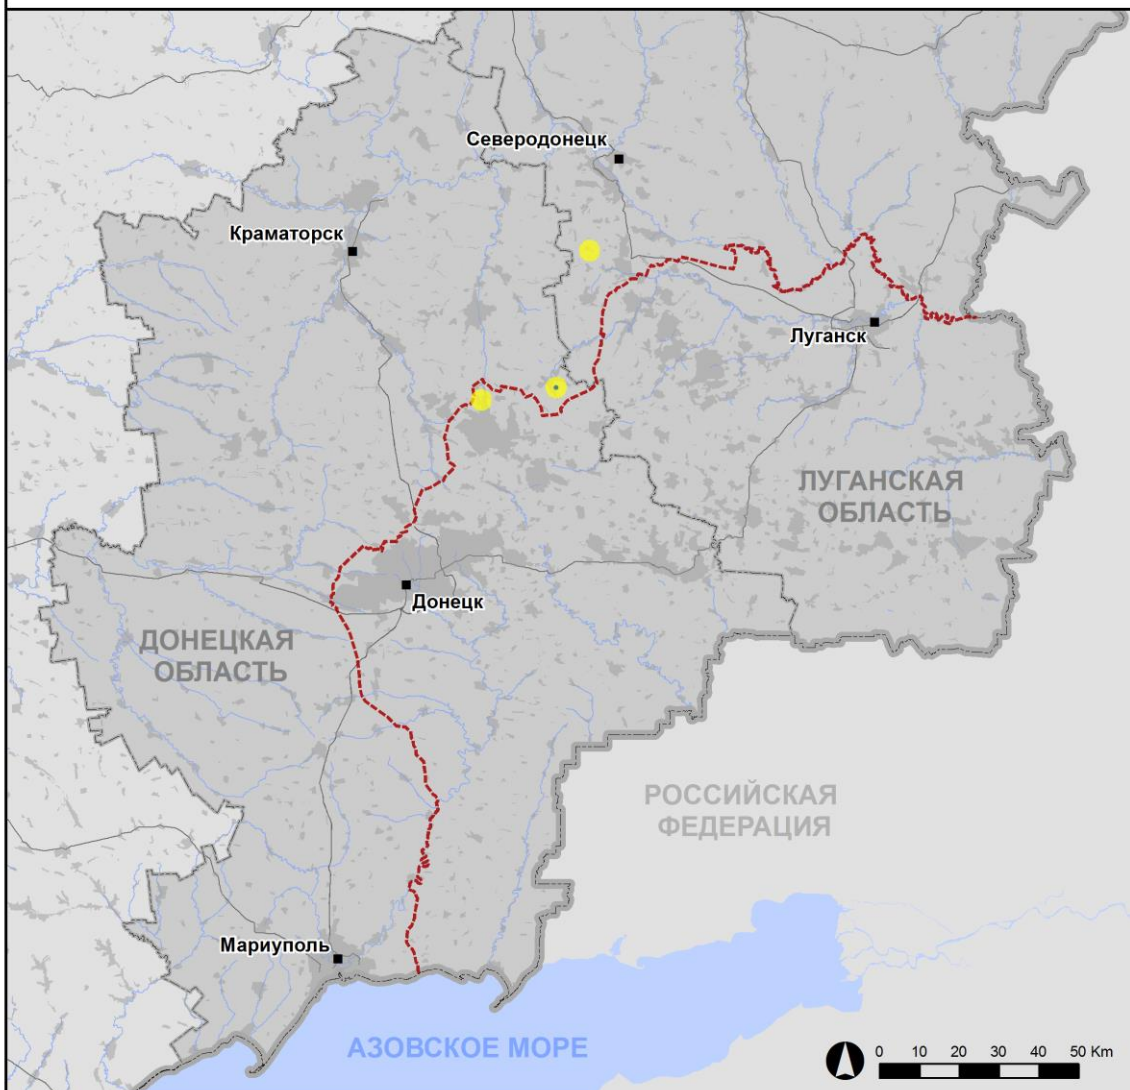 Северодонецк
Краматорск
Луганск
ЛУГАНСКАЯ
ОБЛАСТЬ
Донецк
ДОНЕЦКАЯ
ОБЛАСТЬ
РОССИЙСКАЯ
ФЕДЕРАЦИЯ
Мариуполь
АЗОВСКОЕ МОРЕ
0 10 20 30 40 50 Km